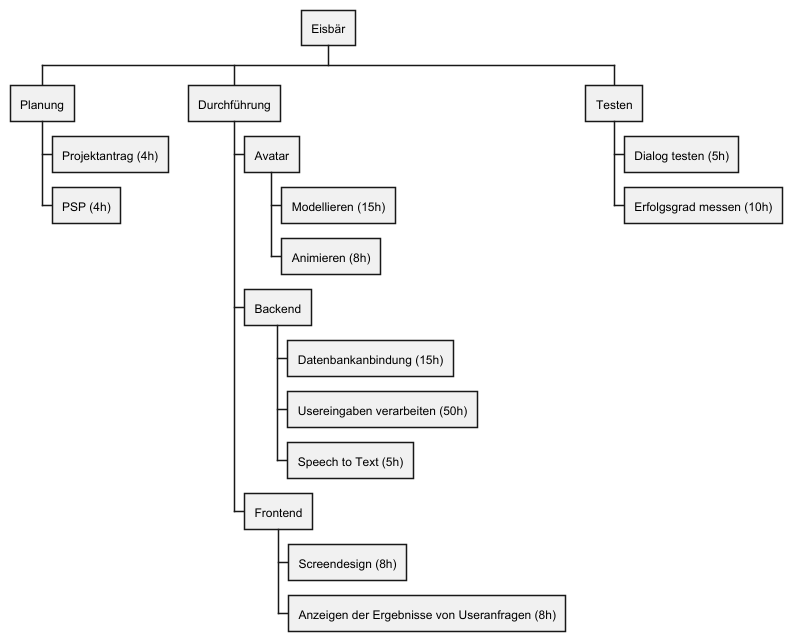 Eisbär
Planung
Projektantrag (4h)
PSP (4h)
Durchführung
Avatar
Modellieren (15h)
Animieren (8h)
Backend
Datenbankanbindung (15h)
Usereingaben verarbeiten (50h)
Speech to Text (5h)
Frontend
Screendesign (8h)
Anzeigen der Ergebnisse von Useranfragen (8h)
Testen
Dialog testen (5h)
Erfolgsgrad messen (10h)